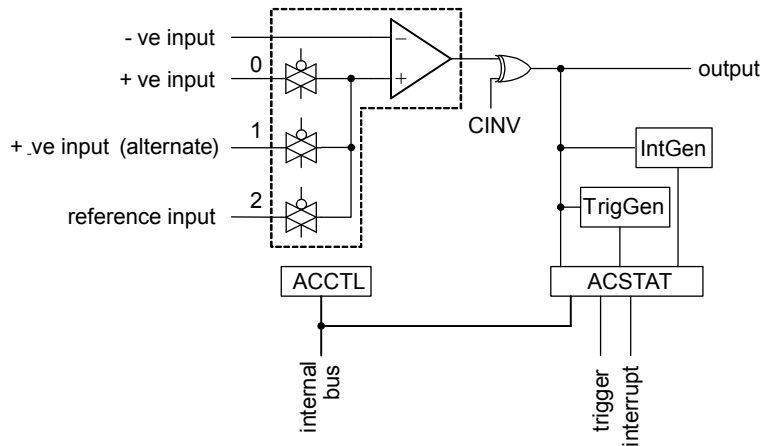 - ve input
−
0
+ ve input
+
output
CINV
1
+ -ve input (alternate)
IntGen
2
reference input
TrigGen
ACCTL
ACSTAT
internal
bus
trigger
interrupt